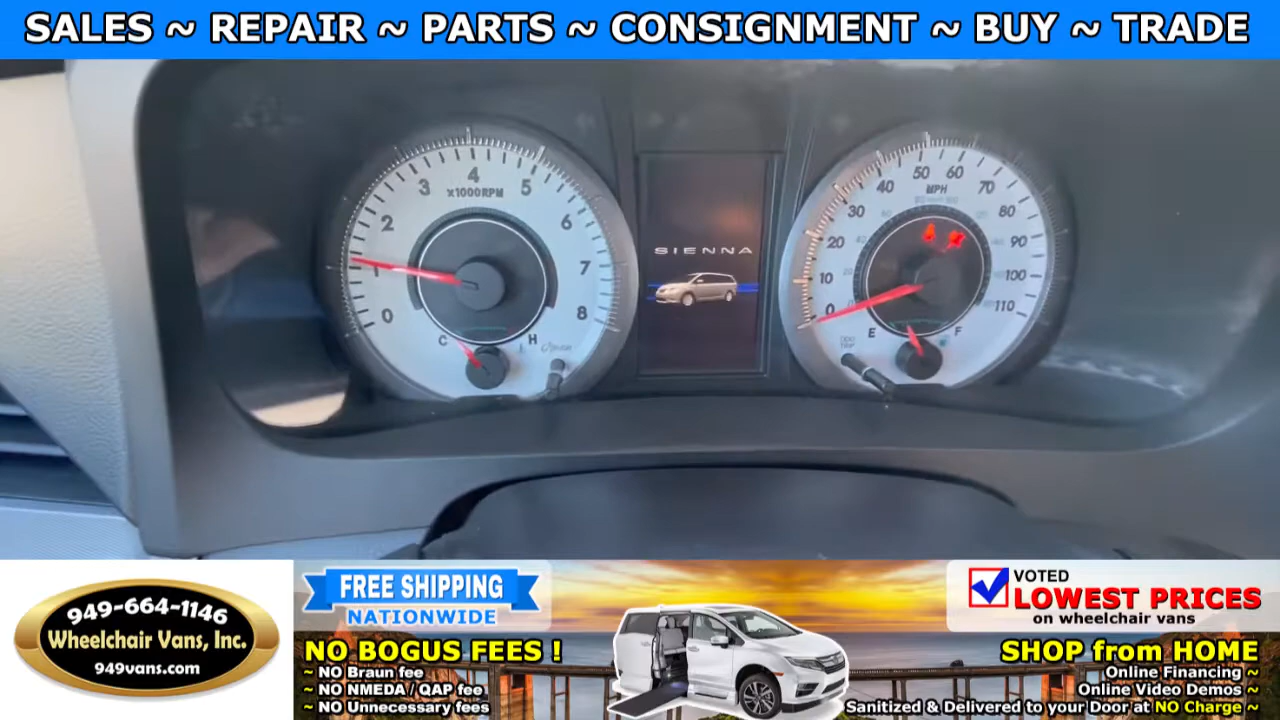 SALES ~ REPAIR ~ PARTS ~ CONSIGNMENT ~ BUY ~ TRADE
0 1 2 3 4 5 6 7 8
x1000RPM
C H
SIENNA
0 10 20 30 40 50 60 70 80 90 100 110
MPH
ODO
TRIP
E F
949-664-1146
Wheelchair Vans, Inc.
949vans.com
FREE SHIPPING
NATIONWIDE
NO BOGUS FEES !
~ NO Braun fee
~ NO NMEDA / QAP fee
~ NO Unnecessary fees
VOTED
LOWEST PRICES
on wheelchair vans
SHOP from HOME
Online Financing ~
Online Video Demos ~
Sanitized & Delivered to your Door at NO Charge ~